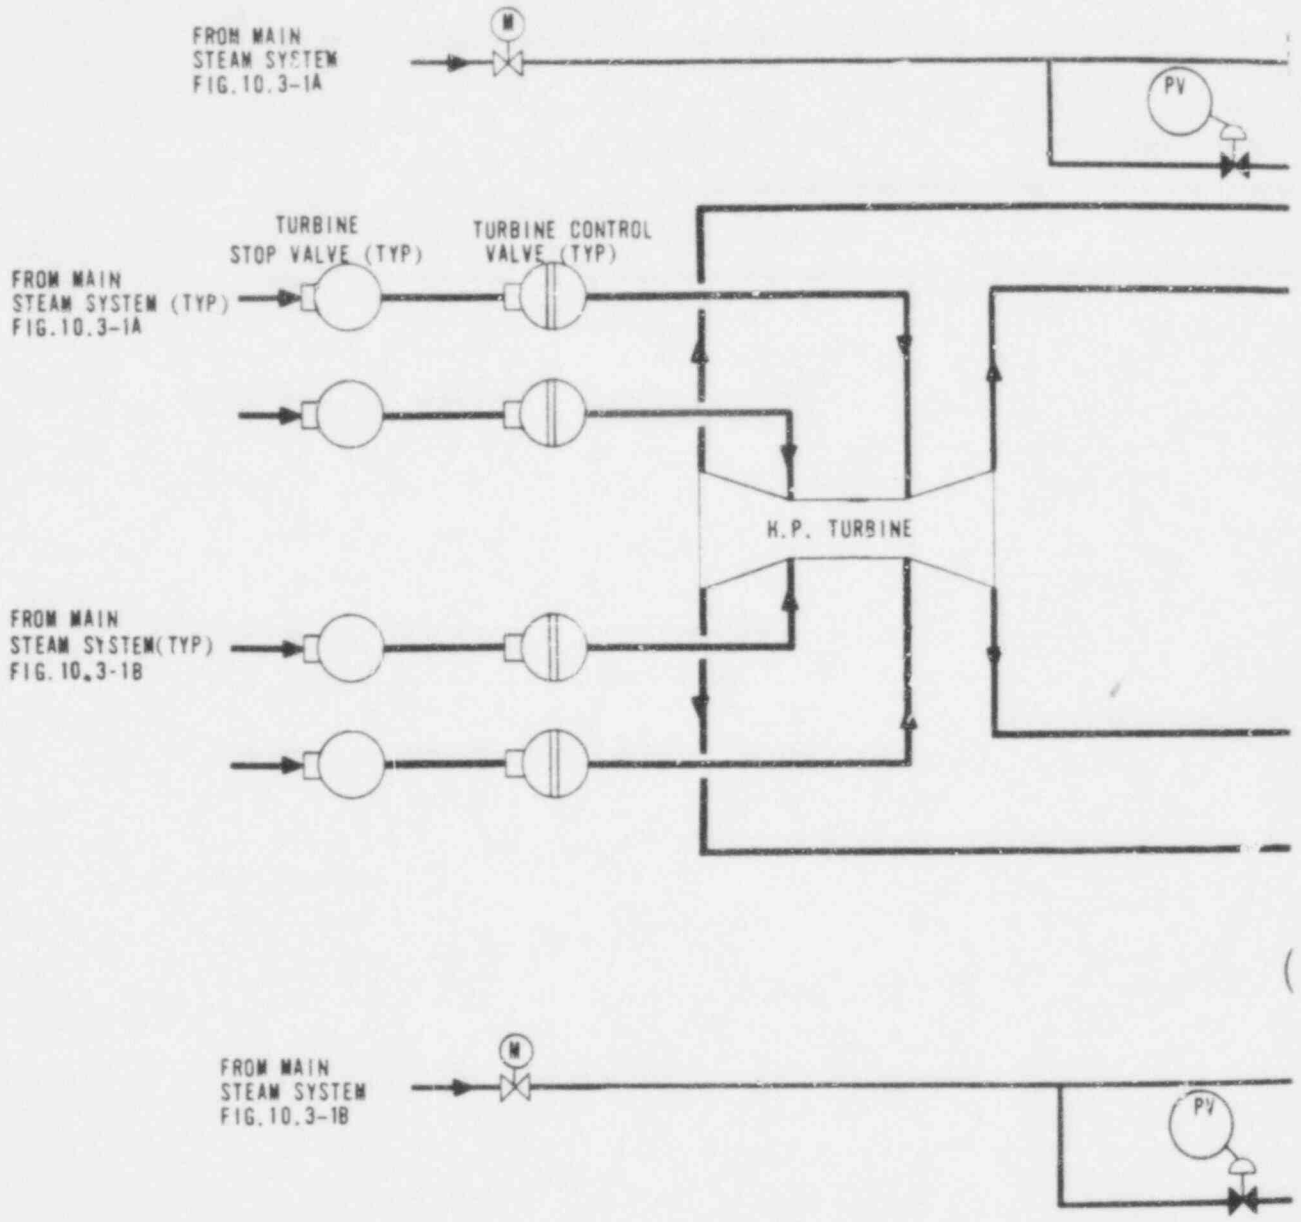 M
FROM MAIN
STEAM SYSTEM
FIG.10.3-1A
PV
TURBINE
STOP VALVE (TYP)
TURBINE CONTROL
VALVE (TYP)
FROM MAIN
STEAM SYSTEM (TYP)
FIG.10.3-1A
H.P. TURBINE
FROM MAIN
STEAM SYSTEM(TYP)
FIG.10.3-1B
M
FROM MAIN
STEAM SYSTEM
FIG.10.3-1B
PV